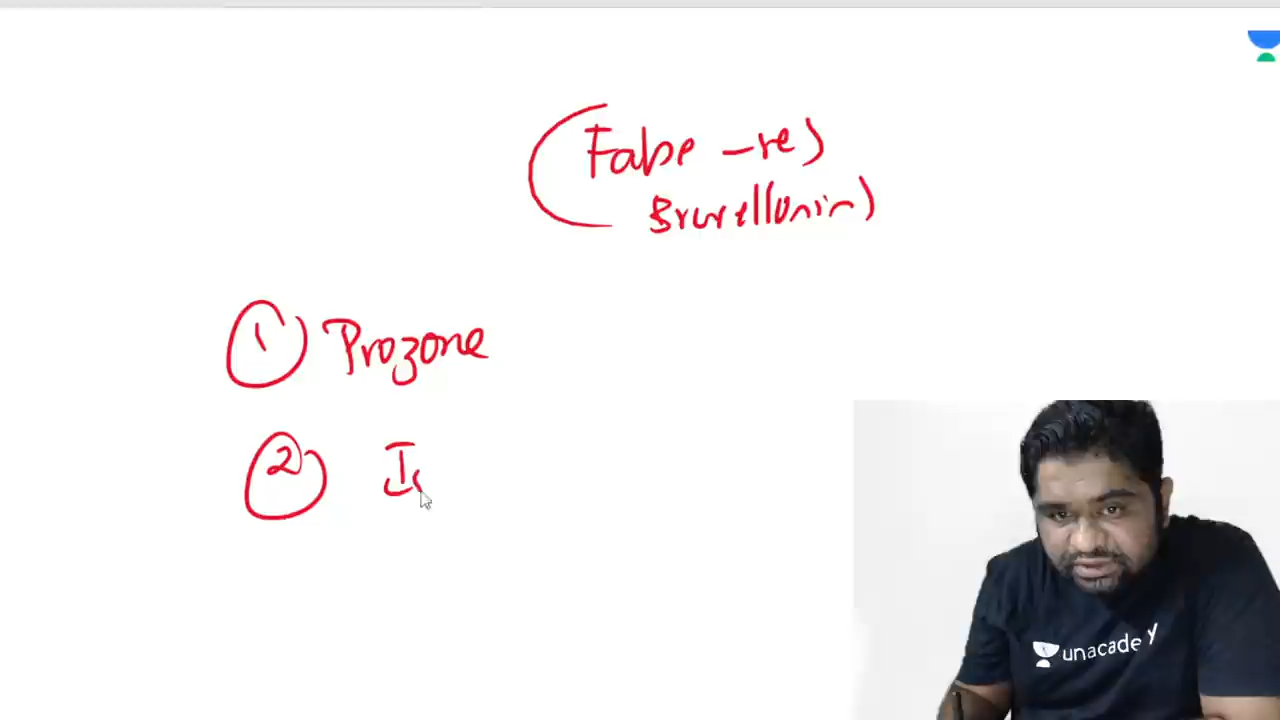 (False -ve)
Brucellosis)
① Prozone
② I
unacademy